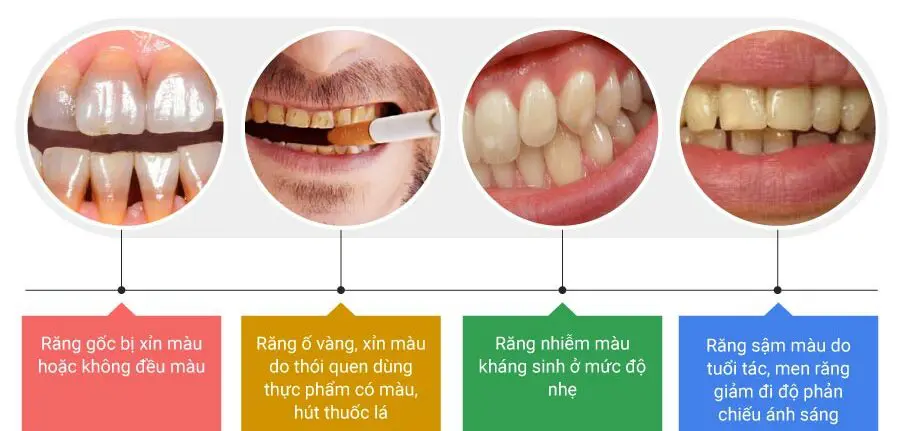 Răng gốc bị xỉn màu
hoặc không đều màu
Răng ố vàng, xỉn màu
do thói quen dùng
thực phẩm có màu,
hút thuốc lá
Răng nhiễm màu
kháng sinh ở mức độ
nhẹ
Răng sậm màu do
tuổi tác, men răng
giảm đi độ phản
chiếu ánh sáng